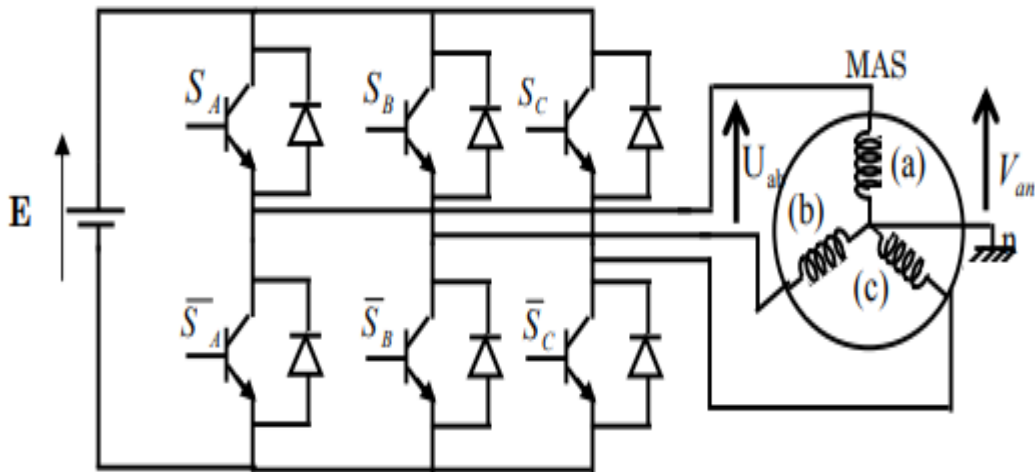 MAS
S_A
S_B
S_C
E
U_ab
V_an
(a)
(b)
(c)
n
S̄_A
S̄_B
S̄_C